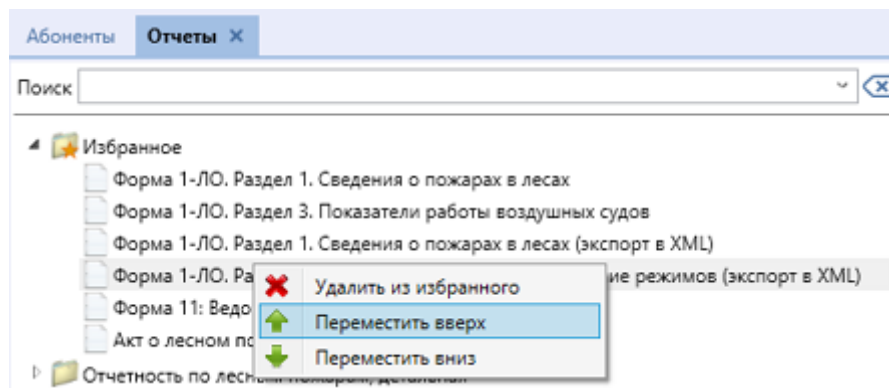 Абоненты Отчеты ×
Поиск
Избранное
Форма 1-ЛО. Раздел 1. Сведения о пожарах в лесах
Форма 1-ЛО. Раздел 3. Показатели работы воздушных судов
Форма 1-ЛО. Раздел 1. Сведения о пожарах в лесах (экспорт в XML)
Форма 1-ЛО. Ра ие режимов (экспорт в XML)
Удалить из избранного
Форма 11: Ведо
Переместить вверх
Акт о лесном по
Переместить вниз
Отчетность по лесным пожарам, детальная